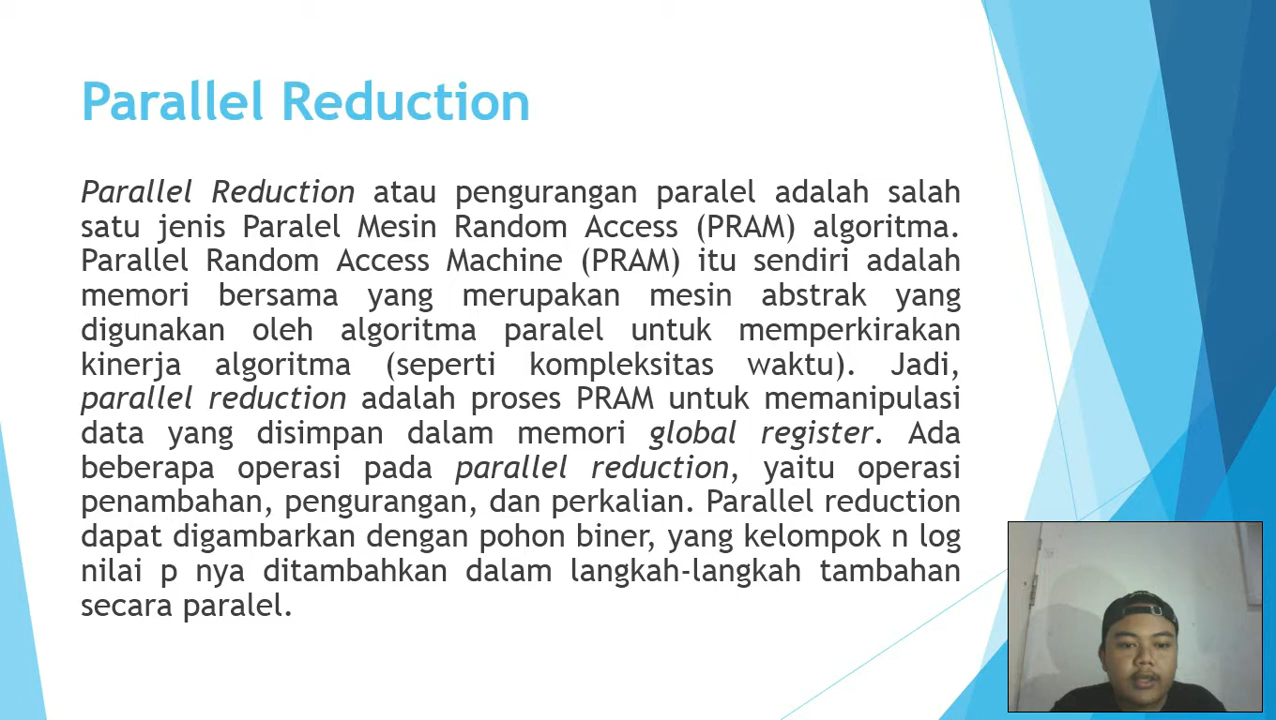 Parallel Reduction
Parallel Reduction atau pengurangan paralel adalah salah
satu jenis Paralel Mesin Random Access (PRAM) algoritma.
Parallel Random Access Machine (PRAM) itu sendiri adalah
memori bersama yang merupakan mesin abstrak yang
digunakan oleh algoritma paralel untuk memperkirakan
kinerja algoritma (seperti kompleksitas waktu). Jadi,
parallel reduction adalah proses PRAM untuk memanipulasi
data yang disimpan dalam memori global register. Ada
beberapa operasi pada parallel reduction, yaitu operasi
penambahan, pengurangan, dan perkalian. Parallel reduction
dapat digambarkan dengan pohon biner, yang kelompok n log
nilai p nya ditambahkan dalam langkah-langkah tambahan
secara paralel.